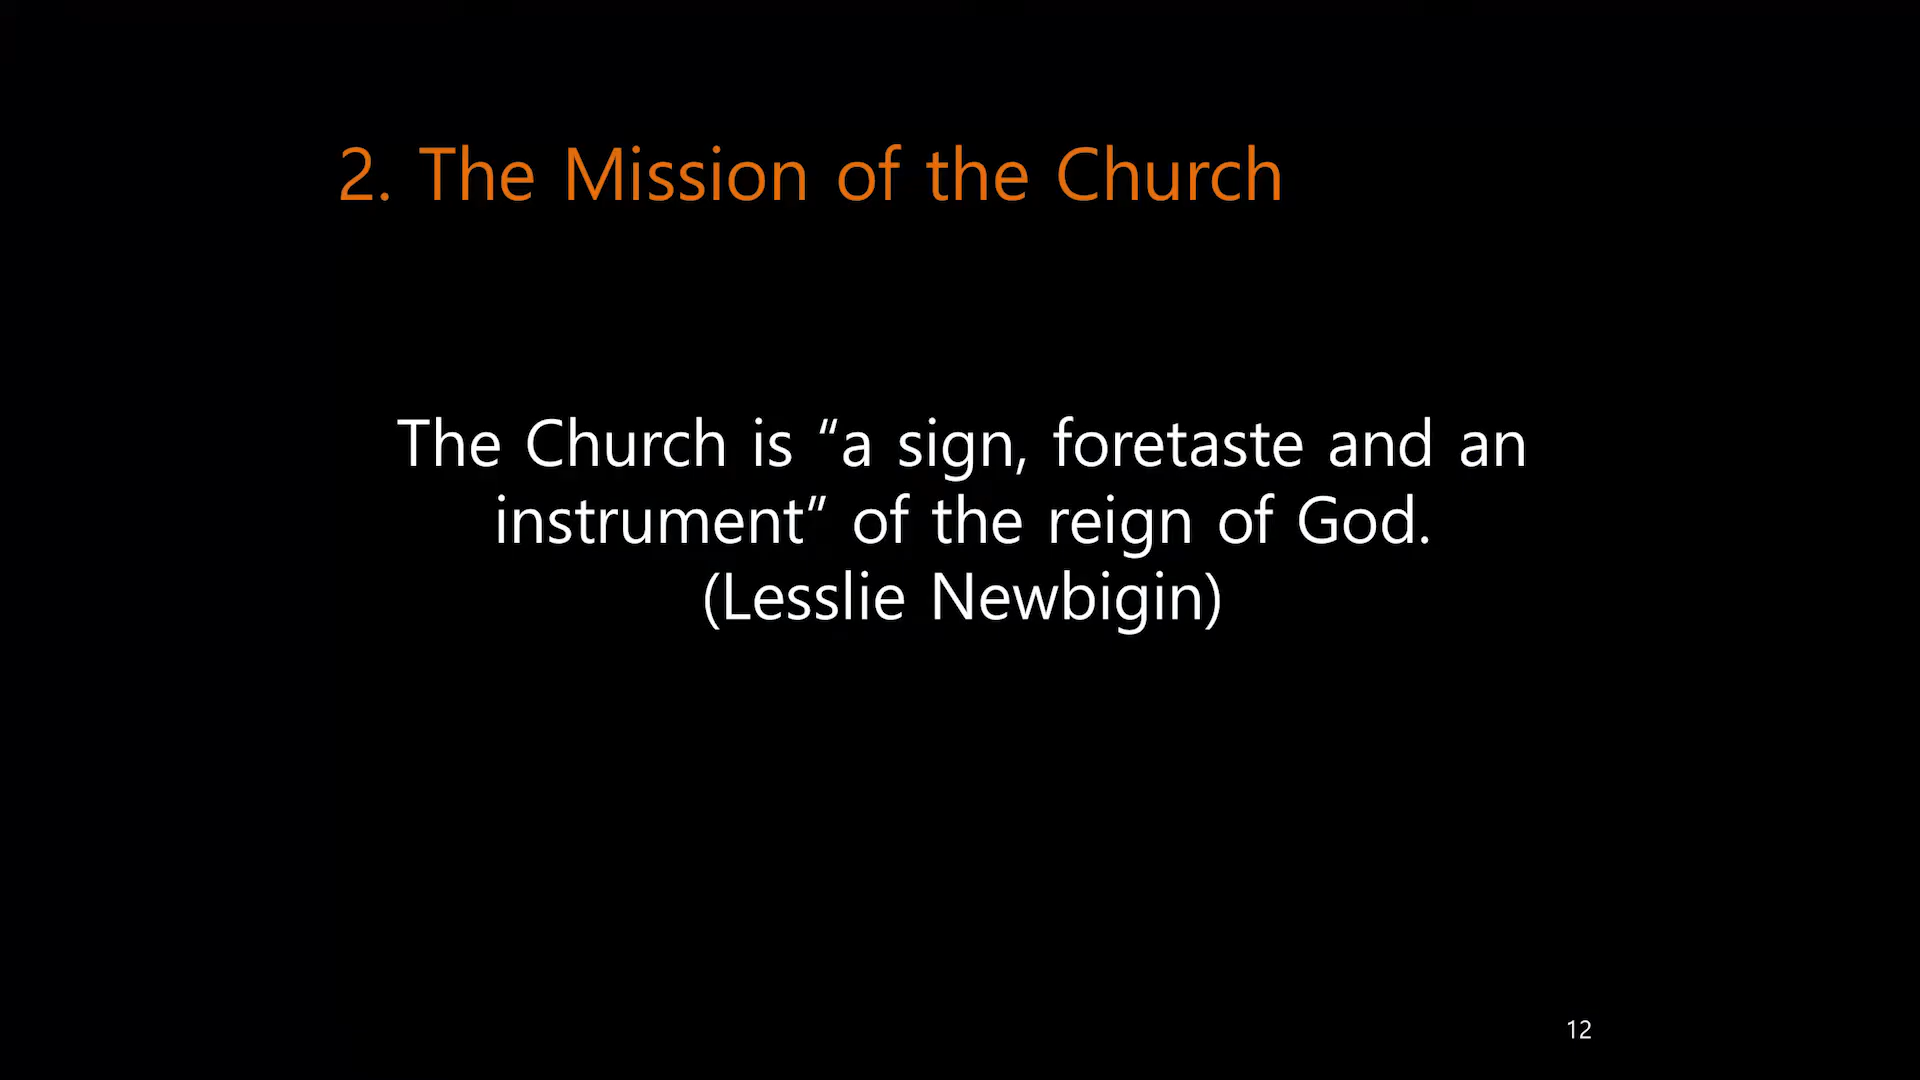 2. The Mission of the Church
The Church is “a sign, foretaste and an
instrument” of the reign of God.
(Lesslie Newbigin)
12